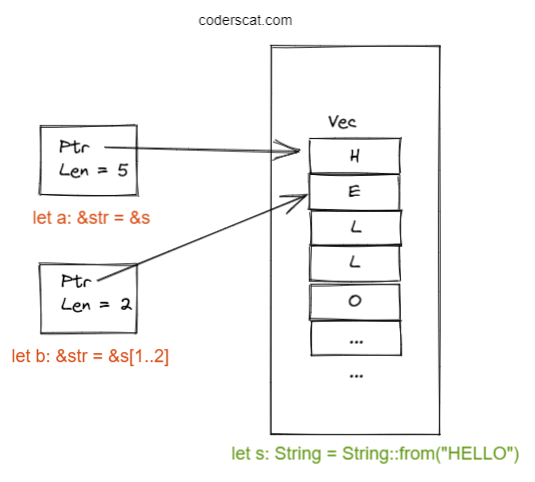 coderscat.com
Vec
Ptr
Len = 5
let a: &str = &s
Ptr
Len = 2
let b: &str = &s[1..2]
H
E
L
L
O
...
...
let s: String = String::from("HELLO")